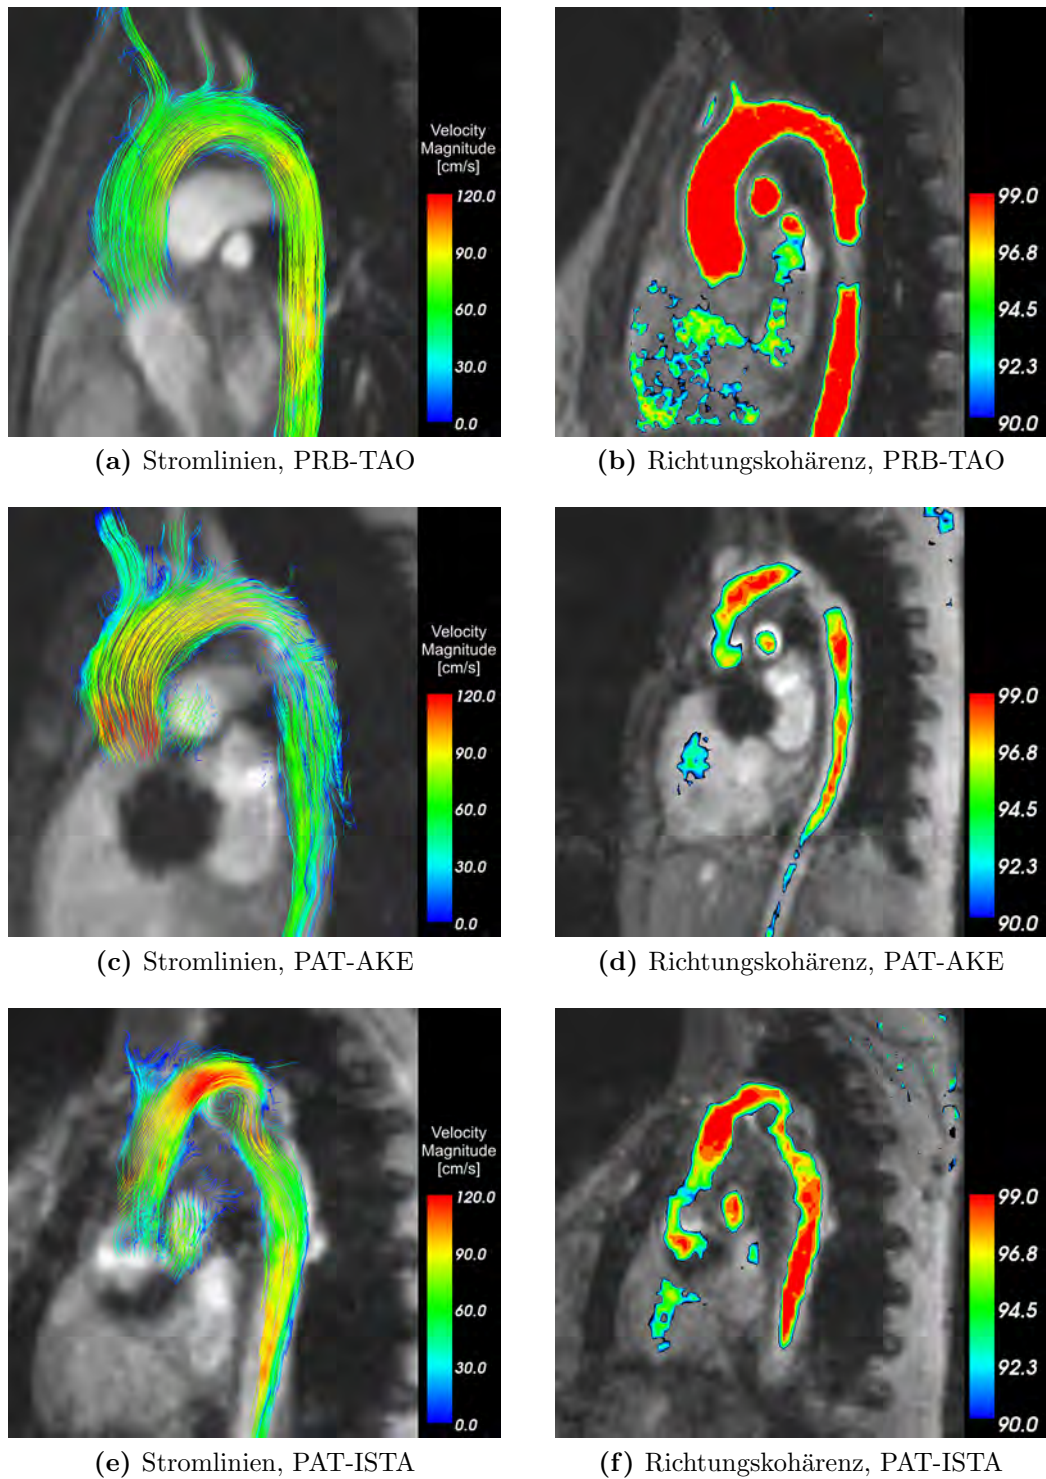 Velocity
Magnitude
[cm/s]
120.0
90.0
60.0
30.0
0.0
99.0
96.8
94.5
92.3
90.0
(a) Stromlinien, PRB-TAO
(b) Richtungskohärenz, PRB-TAO
Velocity
Magnitude
[cm/s]
120.0
90.0
60.0
30.0
0.0
99.0
96.8
94.5
92.3
90.0
(c) Stromlinien, PAT-AKE
(d) Richtungskohärenz, PAT-AKE
Velocity
Magnitude
[cm/s]
120.0
90.0
60.0
30.0
0.0
99.0
96.8
94.5
92.3
90.0
(e) Stromlinien, PAT-ISTA
(f) Richtungskohärenz, PAT-ISTA